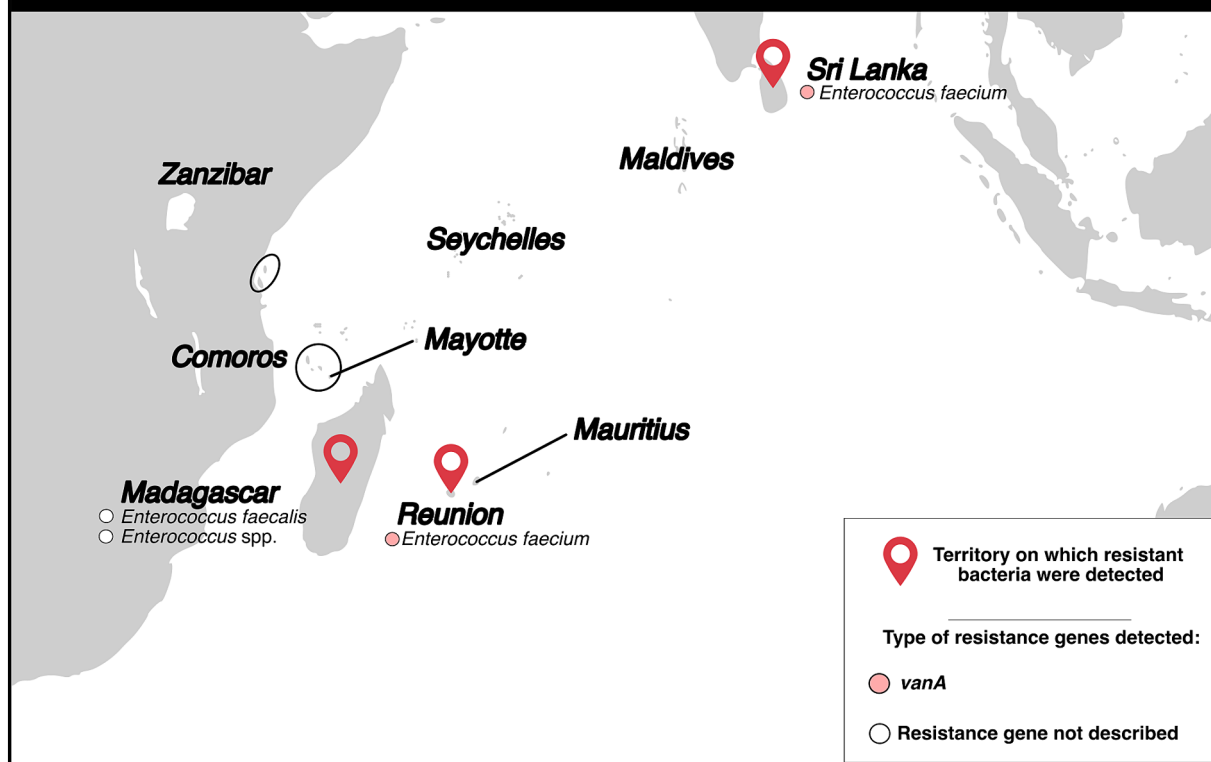 Sri Lanka
Enterococcus faecium
Maldives
Zanzibar
Seychelles
Mayotte
Comoros
Mauritius
Madagascar
Enterococcus faecalis
Enterococcus spp.
Reunion
Enterococcus faecium
Territory on which resistant
bacteria were detected
Type of resistance genes detected:
vanA
Resistance gene not described